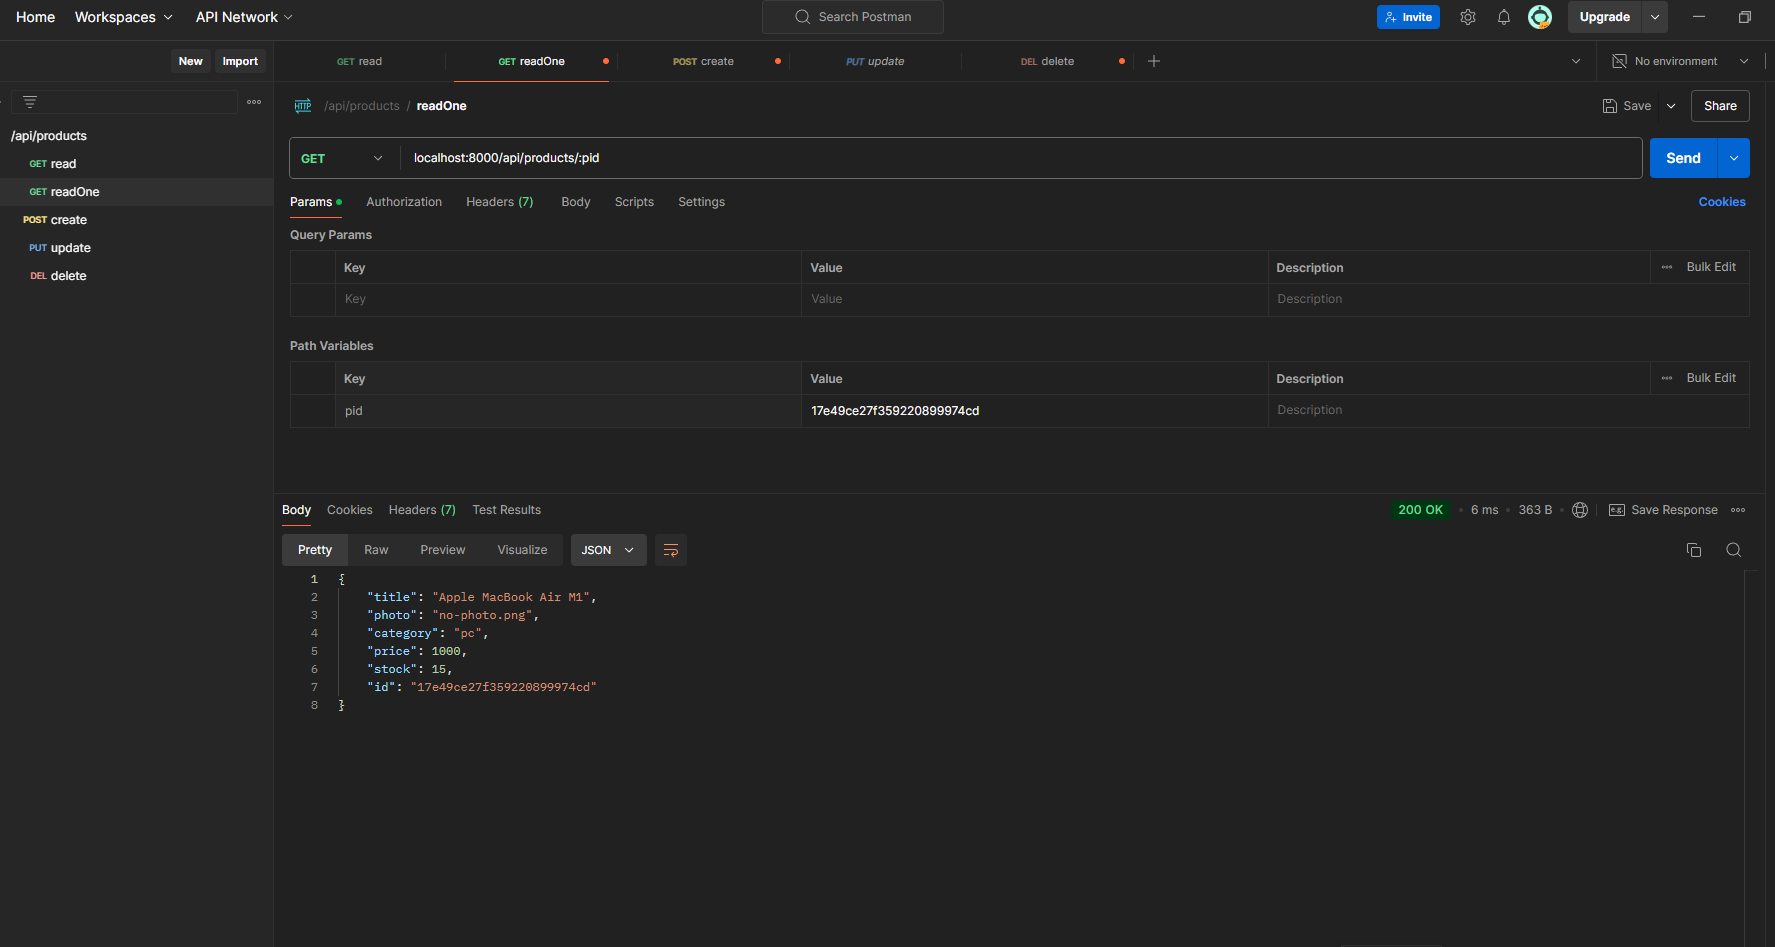 Home Workspaces API Network Search Postman Invite Upgrade
New Import GET read GET readOne POST create PUT update DEL delete No environment
/api/products / readOne Save Share
HTTP
/api/products
GET read
GET readOne
POST create
PUT update
DEL delete
GET localhost:8000/api/products/:pid Send
Params Authorization Headers (7) Body Scripts Settings Cookies
Query Params
Key Value Description Bulk Edit
Key Value Description
Path Variables
Key Value Description Bulk Edit
pid 17e49ce27f359220899974cd Description
Body Cookies Headers (7) Test Results 200 OK • 6 ms • 363 B • e.g. Save Response
Pretty Raw Preview Visualize JSON
1 {
2 "title": "Apple MacBook Air M1",
3 "photo": "no-photo.png",
4 "category": "pc",
5 "price": 1000,
6 "stock": 15,
7 "id": "17e49ce27f359220899974cd"
8 }